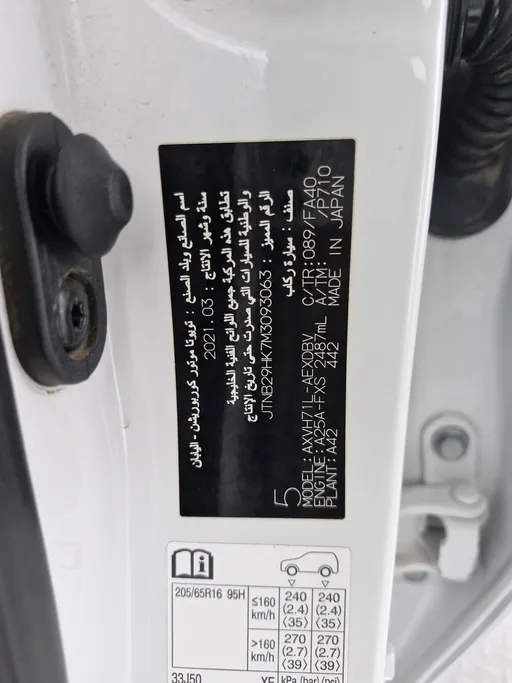 اسم الصانع وبلد الصنع : تويوتا موتور كوربوريشن - اليابان
سنة وشهر الانتاج : 2021.03
تطابق هذه المركبة جميع اللوائح الفنية الخليجية
والوطنية للسيارات التي صدرت حتى تاريخ الإنتاج
الرقم المميز : JTNB29HK7M3093063
صنف : سيارة ركاب
5
MODEL:AXVH71L-AEXDBV C/TR:089/FA40
ENGINE:A25A-FXS 2487mL A/TM: /P710
PLANT:A42 442 MADE IN JAPAN
205/65R16 95H
≤160 km/h
240 (2.4) ⟨35⟩
240 (2.4) ⟨35⟩
>160 km/h
270 (2.7) ⟨39⟩
270 (2.7) ⟨39⟩
33J50 YF kPa (bar) ⟨psi⟩